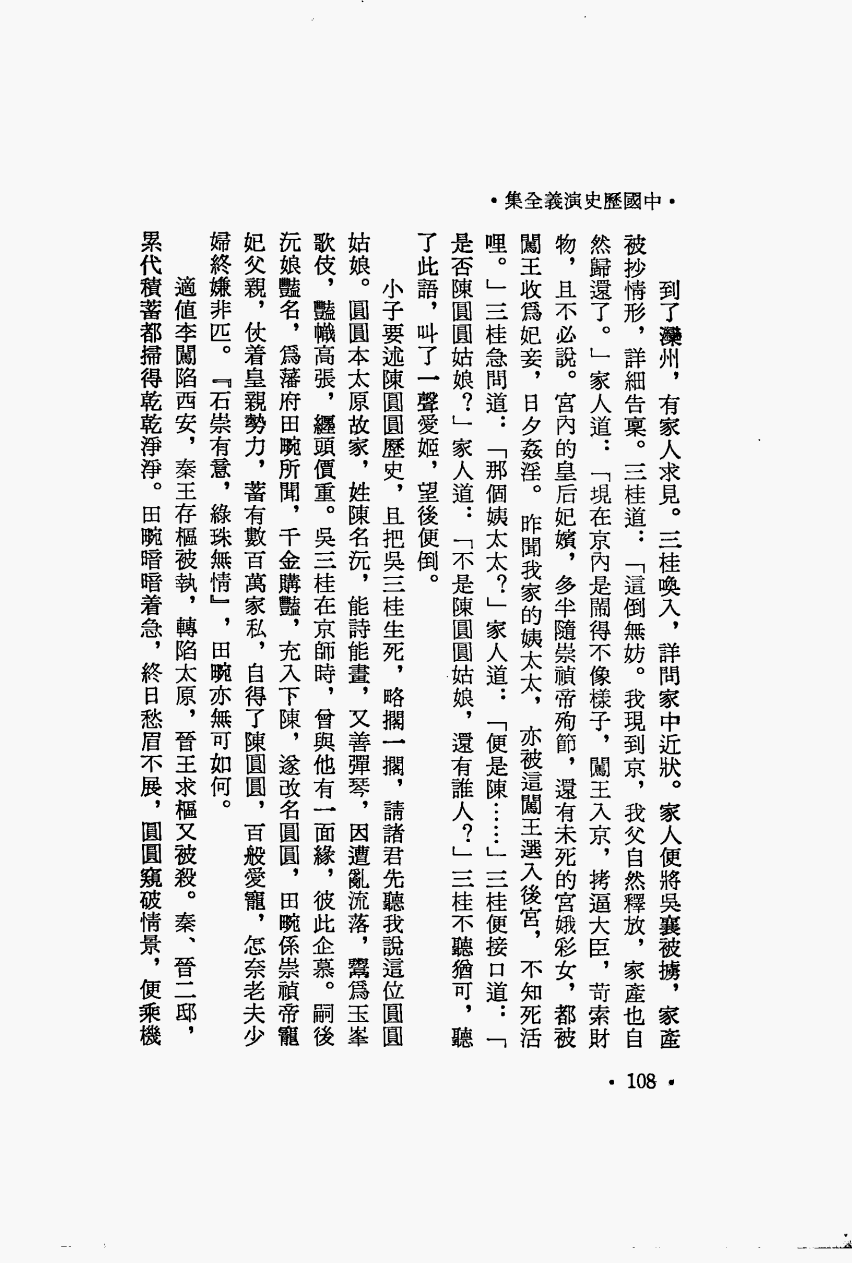 ·中國歷史演義全集·
到了灤州，有家人求見。三桂喚入，詳問家中近狀。家人便將吳襄被擄，家產
被抄情形，詳細告稟。三桂道：「這倒無妨。我現到京，我父自然釋放，家產也自
然歸還了。」家人道：「現在京內是鬧得不像樣子，闖王入京，拷逼大臣，苛索財
物，且不必說。宮內的皇后妃嬪，多半隨崇禎帝殉節，還有未死的宮娥彩女，都被
闖王收爲妃妾，日夕姦淫。昨聞我家的姨太太，亦被這闖王選入後宮，不知死活
哩。」三桂急問道：「那個姨太太？」家人道：「便是陳……」三桂便接口道：「
是否陳圓圓姑娘？」家人道：「不是陳圓圓姑娘，還有誰人？」三桂不聽猶可，聽
了此語，叫了一聲愛姬，望後便倒。
小子要述陳圓圓歷史，且把吳三桂生死，略擱一擱，請諸君先聽我說這位圓圓
姑娘。圓圓本太原故家，姓陳名沅，能詩能畫，又善彈琴，因遭亂流落，鬻爲玉峯
歌伎，豔幟高張，纏頭價重。吳三桂在京師時，曾與他有一面緣，彼此企慕。嗣後
沅娘豔名，爲藩府田畹所聞，千金購豔，充入下陳，遂改名圓圓，田畹係崇禎帝寵
妃父親，仗着皇親勢力，蓄有數百萬家私，自得了陳圓圓，百般愛寵，怎奈老夫少
婦終嫌非匹。『石崇有意，綠珠無情』，田畹亦無可如何。
適值李闖陷西安，秦王存樞被執，轉陷太原，晉王求樞又被殺。秦、晉二邸，
累代積蓄都掃得乾乾淨淨。田畹暗暗着急，終日愁眉不展，圓圓窺破情景，便乘機
·108·